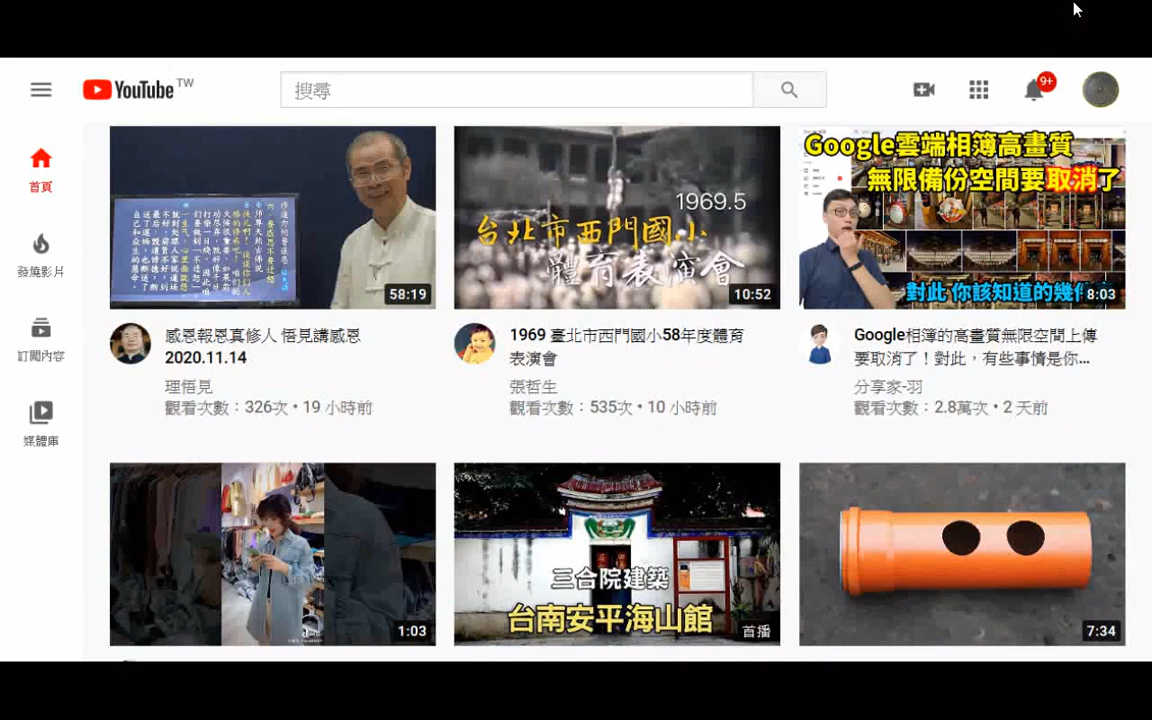 YouTube TW
搜尋
9+
首頁
發燒影片
訂閱內容
媒體庫
58:19
1969.5
台北市西門國小
體育表演會
10:52
Google雲端相簿高畫質
無限備份空間要取消了
對此 你該知道的幾
8:03
感恩報恩真修人 悟見講感恩
2020.11.14
理悟見
觀看次數：326次 • 19 小時前
1969 臺北市西門國小58年度體育
表演會
張哲生
觀看次數：535次 • 10 小時前
Google相簿的高畫質無限空間上傳
要取消了！對此，有些事情是你...
分享家-羽
觀看次數：2.8萬次 • 2 天前
1:03
三合院建築
台南安平海山館
首播
7:34